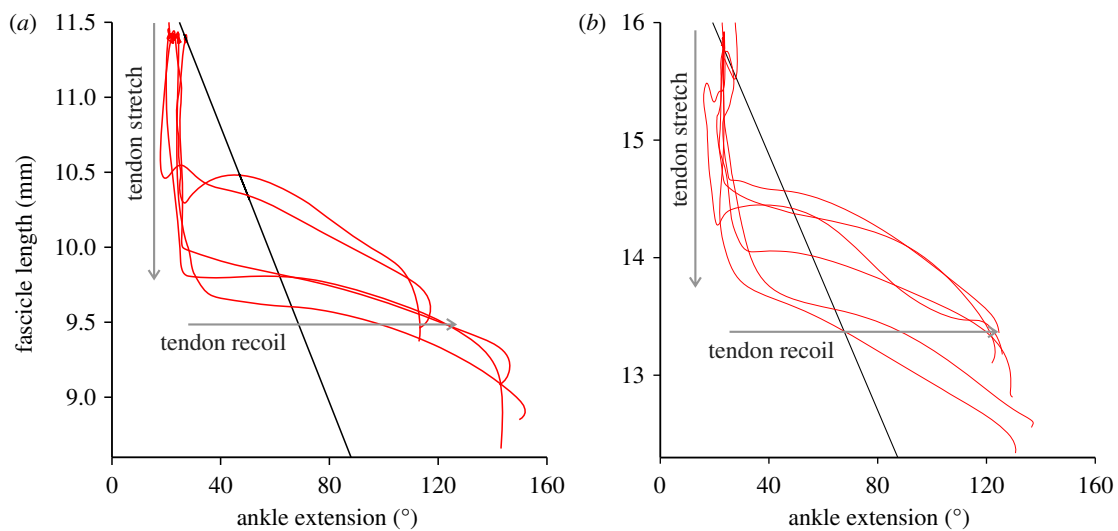 (a)
11.5
11.0
10.5
10.0
9.5
9.0
fascicle length (mm)
tendon stretch
tendon recoil
0
40
80
120
160
ankle extension (°)
(b)
16
15
14
13
tendon stretch
tendon recoil
0
40
80
120
160
ankle extension (°)